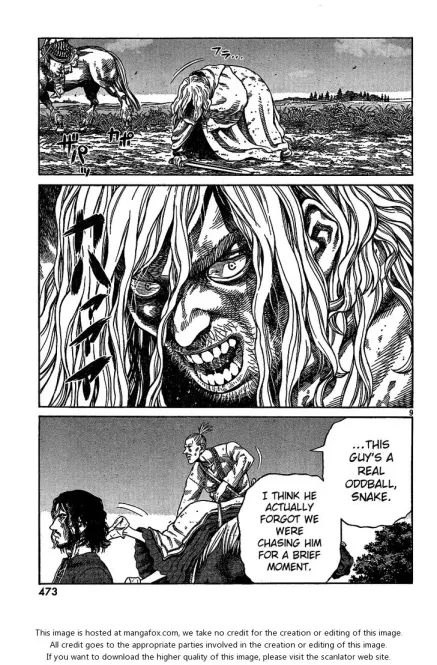 フラ...
ザパッ
カポ
カハァァァ
9
...THIS
GUY'S A
REAL
ODDBALL,
SNAKE.
I THINK HE
ACTUALLY
FORGOT WE
WERE
CHASING HIM
FOR A BRIEF
MOMENT.
473
This image is hosted at mangafox.com, we take no credit for the creation or editing of this image.
All credit goes to the appropriate parties involved in the creation or editing of this image.
If you want to download the higher quality of this image, please visit the scanlator web site.